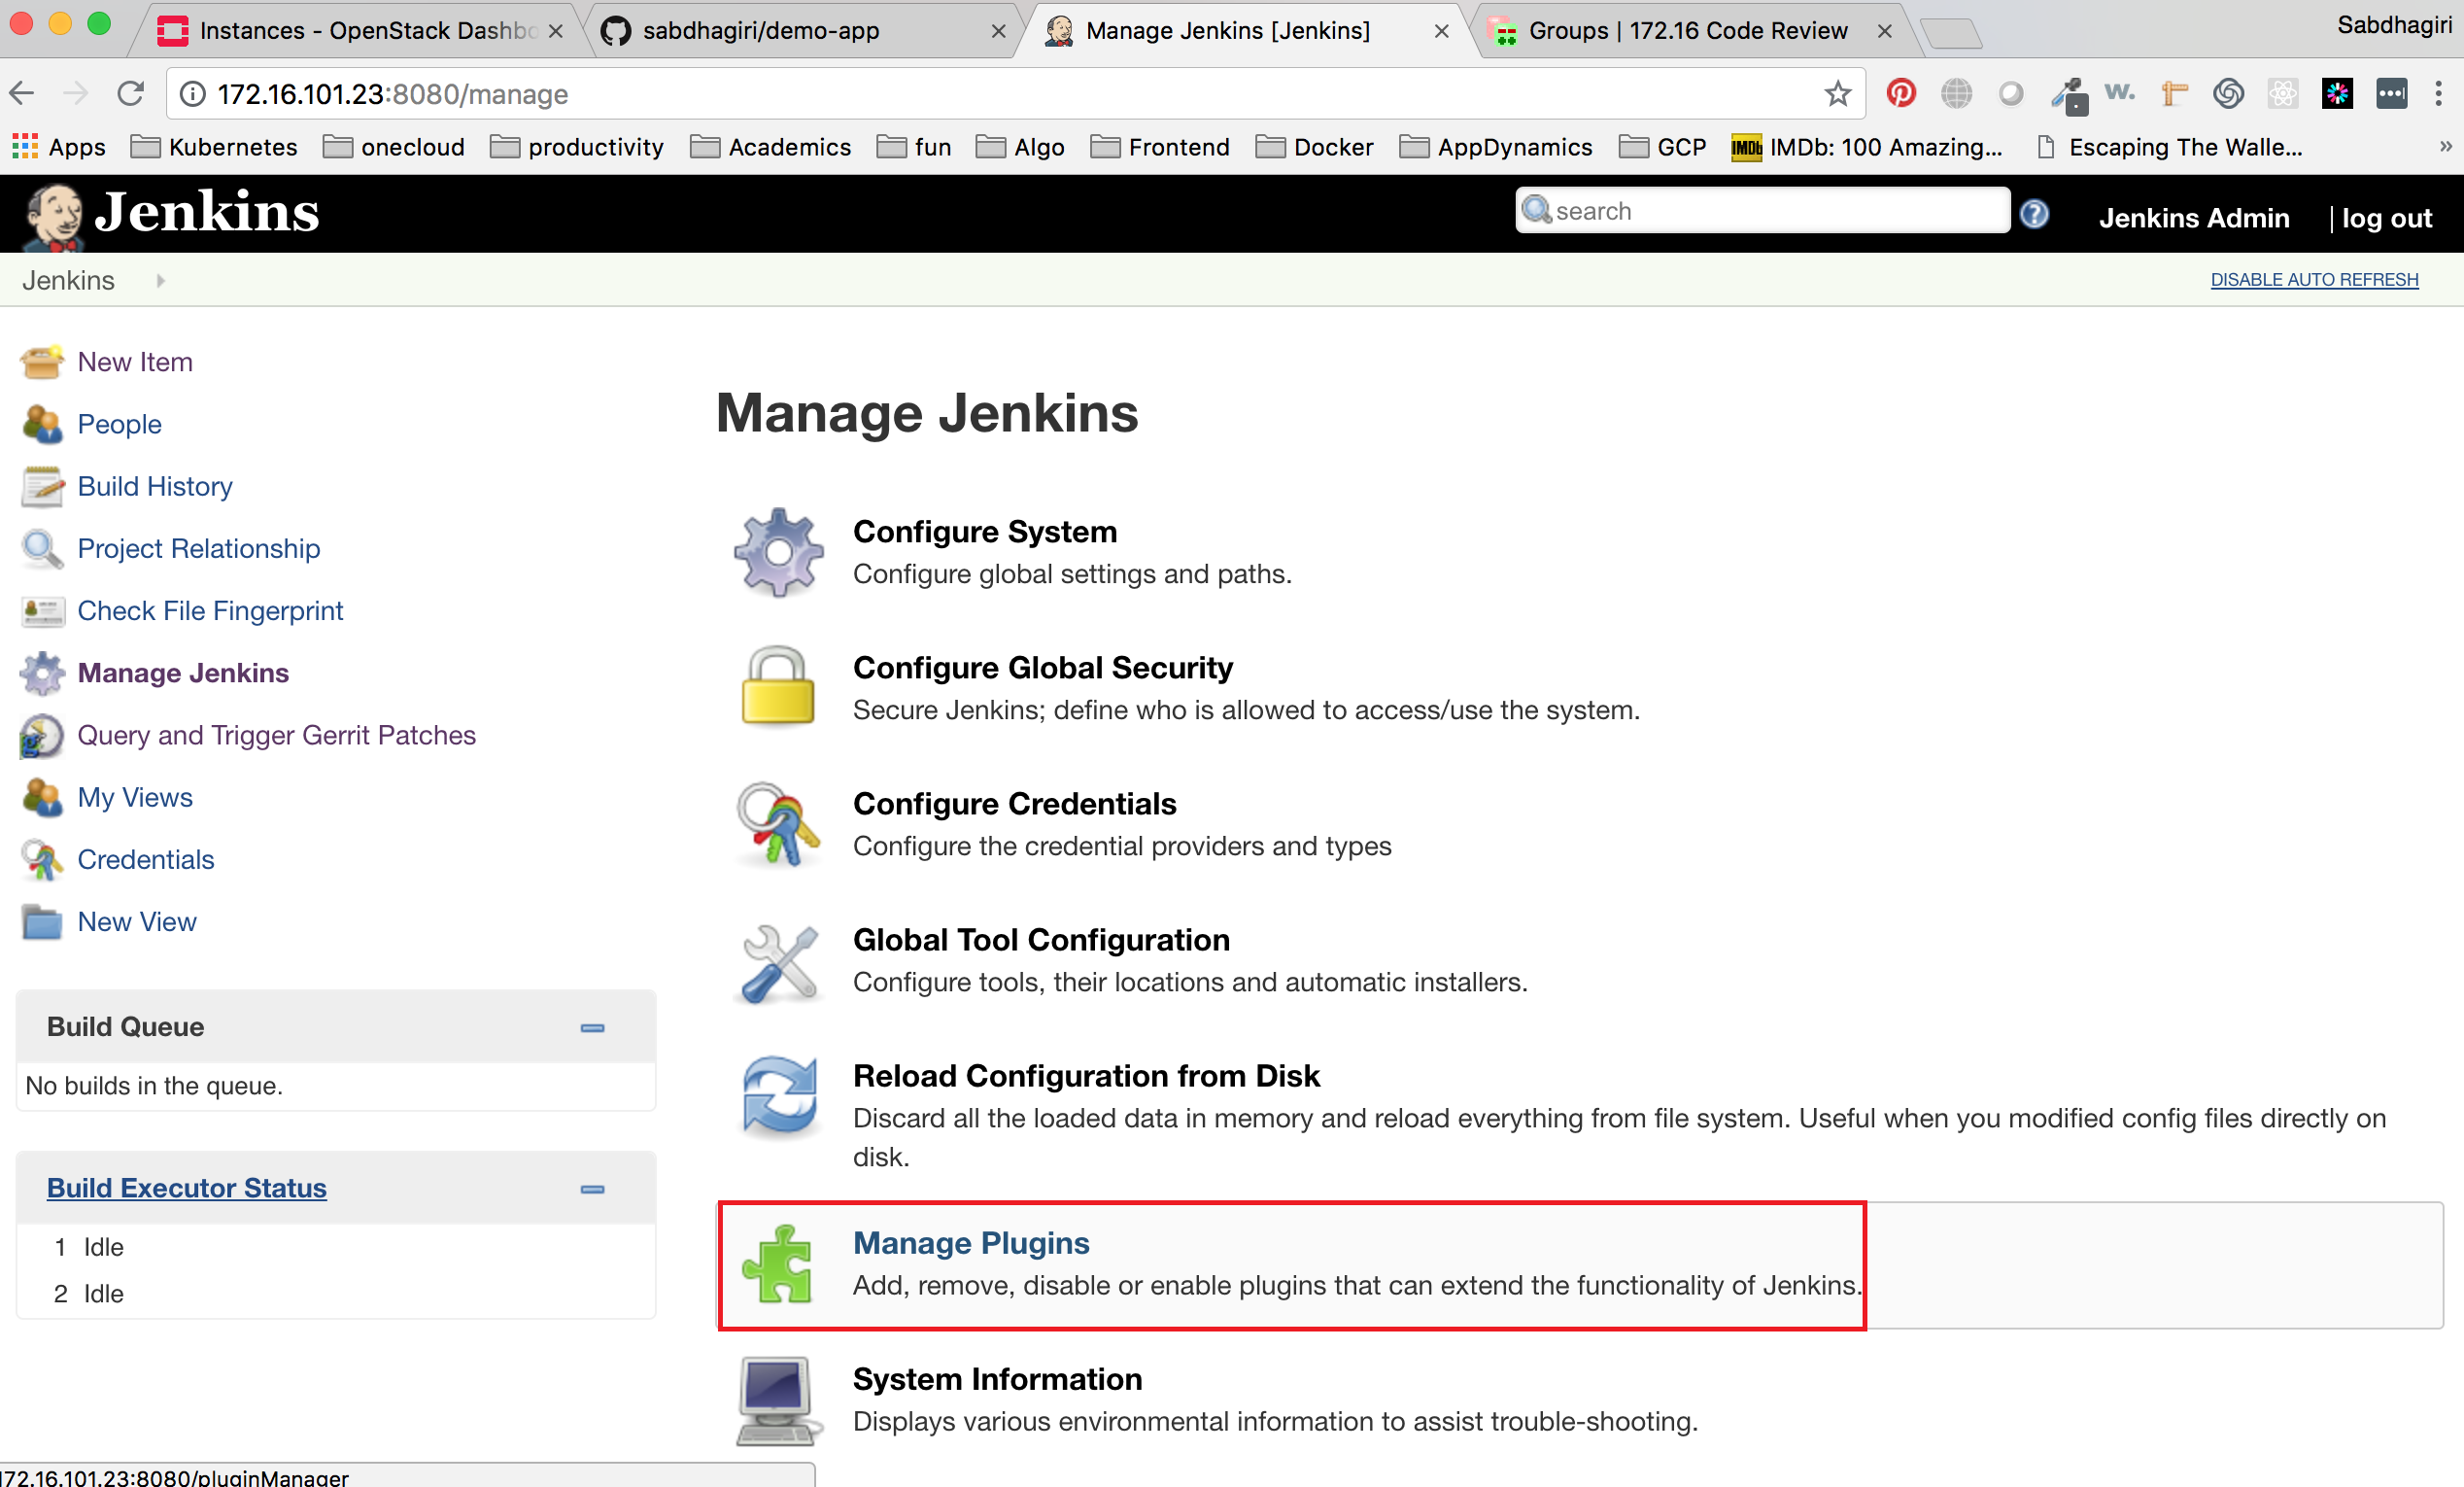 Instances - OpenStack Dashbo
sabdhagiri/demo-app
Manage Jenkins [Jenkins]
Groups | 172.16 Code Review
Sabdhagiri
172.16.101.23:8080/manage
Apps
Kubernetes
onecloud
productivity
Academics
fun
Algo
Frontend
Docker
AppDynamics
GCP
IMDb: 100 Amazing...
Escaping The Walle...
Jenkins
search
Jenkins Admin
| log out
Jenkins
DISABLE AUTO REFRESH
New Item
People
Build History
Project Relationship
Check File Fingerprint
Manage Jenkins
Query and Trigger Gerrit Patches
My Views
Credentials
New View
Build Queue
No builds in the queue.
Build Executor Status
1 Idle
2 Idle
Manage Jenkins
Configure System
Configure global settings and paths.
Configure Global Security
Secure Jenkins; define who is allowed to access/use the system.
Configure Credentials
Configure the credential providers and types
Global Tool Configuration
Configure tools, their locations and automatic installers.
Reload Configuration from Disk
Discard all the loaded data in memory and reload everything from file system. Useful when you modified config files directly on
disk.
Manage Plugins
Add, remove, disable or enable plugins that can extend the functionality of Jenkins.
System Information
Displays various environmental information to assist trouble-shooting.
172.16.101.23:8080/pluginManager